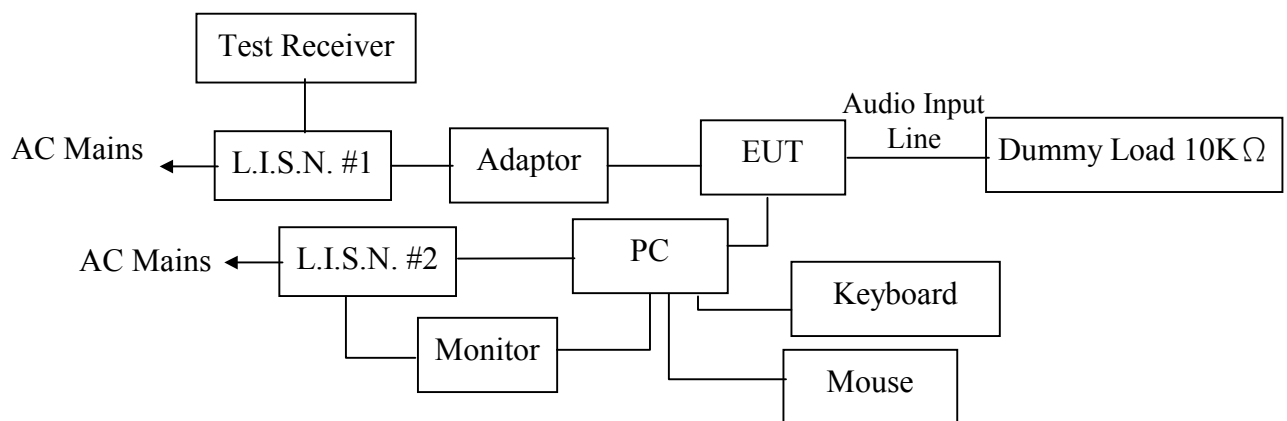 Test Receiver
AC Mains
L.I.S.N. #1
Adaptor
EUT
Audio Input
Line
Dummy Load 10KΩ
AC Mains
L.I.S.N. #2
PC
Keyboard
Monitor
Mouse